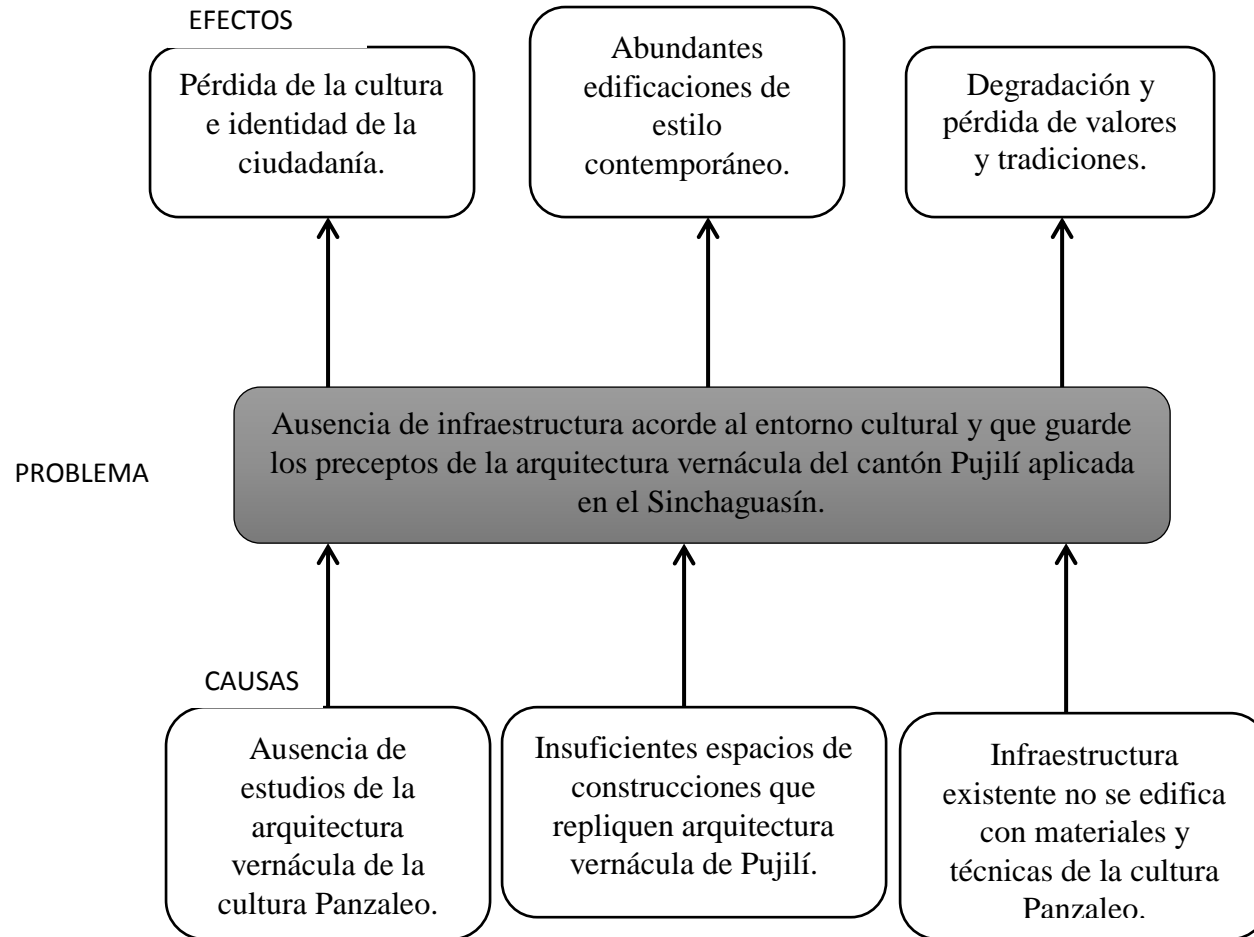 EFECTOS
Pérdida de la cultura
e identidad de la
ciudadanía.
Abundantes
edificaciones de
estilo
contemporáneo.
Degradación y
pérdida de valores
y tradiciones.
PROBLEMA
Ausencia de infraestructura acorde al entorno cultural y que guarde
los preceptos de la arquitectura vernácula del cantón Pujilí aplicada
en el Sinchaguasín.
CAUSAS
Ausencia de
estudios de la
arquitectura
vernácula de la
cultura Panzaleo.
Insuficientes espacios de
construcciones que
repliquen arquitectura
vernácula de Pujilí.
Infraestructura
existente no se edifica
con materiales y
técnicas de la cultura
Panzaleo.